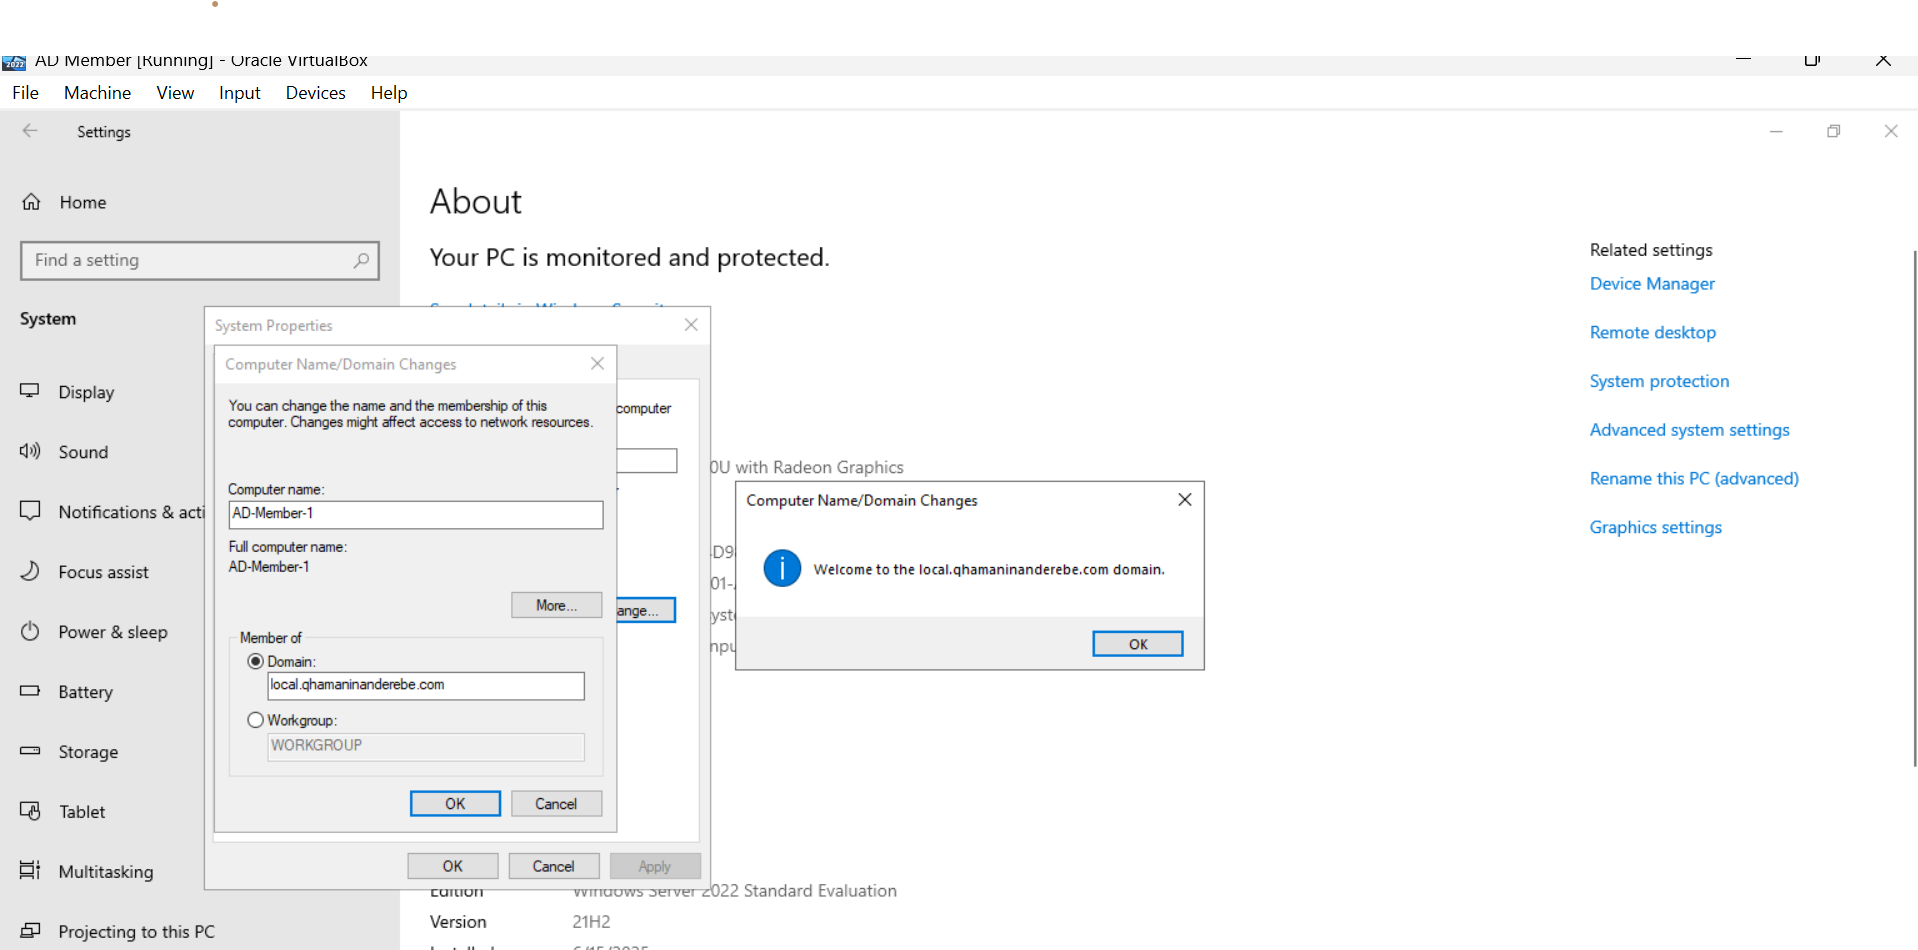 AD Member [Running] - Oracle VirtualBox
File Machine View Input Devices Help
Settings
Home
Find a setting
System
Display
Sound
Notifications & acti
Focus assist
Power & sleep
Battery
Storage
Tablet
Multitasking
Projecting to this PC
About
Your PC is monitored and protected.
System Properties
computer
ange...
OK Cancel Apply
Computer Name/Domain Changes
You can change the name and the membership of this
computer. Changes might affect access to network resources.
Computer name:
AD-Member-1
Full computer name:
AD-Member-1
More...
Member of
Domain:
local.qhamaninanderebe.com
Workgroup:
WORKGROUP
OK Cancel
0U with Radeon Graphics
Computer Name/Domain Changes
Welcome to the local.qhamaninanderebe.com domain.
OK
Edition Windows Server 2022 Standard Evaluation
Version 21H2
Related settings
Device Manager
Remote desktop
System protection
Advanced system settings
Rename this PC (advanced)
Graphics settings